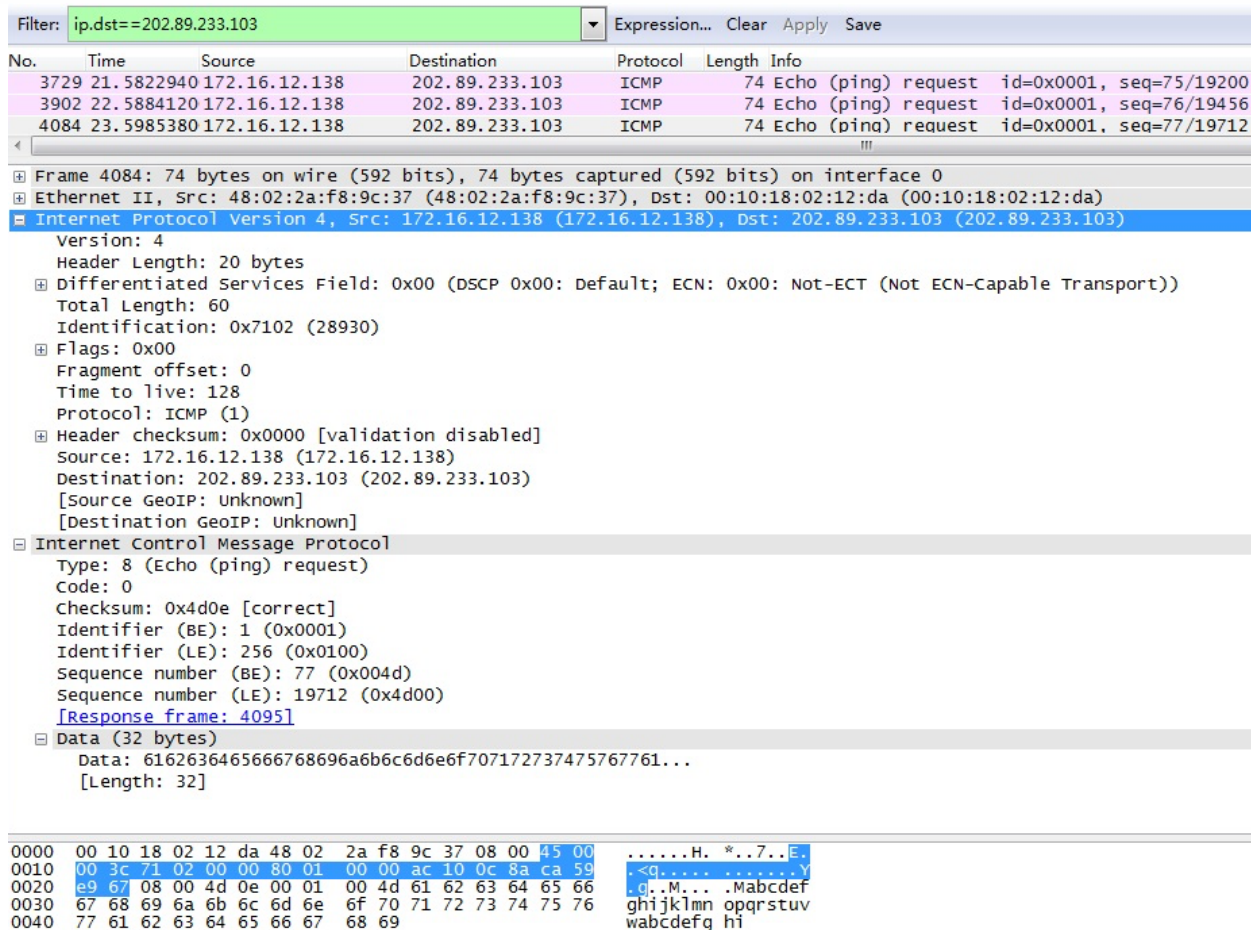 Filter: ip.dst==202.89.233.103 Expression... Clear Apply Save
No. Time Source Destination Protocol Length Info
3729 21.5822940 172.16.12.138 202.89.233.103 ICMP 74 Echo (ping) request id=0x0001, seq=75/19200
3902 22.5884120 172.16.12.138 202.89.233.103 ICMP 74 Echo (ping) request id=0x0001, seq=76/19456
4084 23.5985380 172.16.12.138 202.89.233.103 ICMP 74 Echo (ping) request id=0x0001, seq=77/19712
Frame 4084: 74 bytes on wire (592 bits), 74 bytes captured (592 bits) on interface 0
Ethernet II, Src: 48:02:2a:f8:9c:37 (48:02:2a:f8:9c:37), Dst: 00:10:18:02:12:da (00:10:18:02:12:da)
Internet Protocol Version 4, Src: 172.16.12.138 (172.16.12.138), Dst: 202.89.233.103 (202.89.233.103)
Version: 4
Header Length: 20 bytes
Differentiated Services Field: 0x00 (DSCP 0x00: Default; ECN: 0x00: Not-ECT (Not ECN-Capable Transport))
Total Length: 60
Identification: 0x7102 (28930)
Flags: 0x00
Fragment offset: 0
Time to live: 128
Protocol: ICMP (1)
Header checksum: 0x0000 [validation disabled]
Source: 172.16.12.138 (172.16.12.138)
Destination: 202.89.233.103 (202.89.233.103)
[Source GeoIP: Unknown]
[Destination GeoIP: Unknown]
Internet Control Message Protocol
Type: 8 (Echo (ping) request)
Code: 0
Checksum: 0x4d0e [correct]
Identifier (BE): 1 (0x0001)
Identifier (LE): 256 (0x0100)
Sequence number (BE): 77 (0x004d)
Sequence number (LE): 19712 (0x4d00)
[Response frame: 4095]
Data (32 bytes)
Data: 6162636465666768696a6b6c6d6e6f7071727374757677​61...
[Length: 32]
0000 00 10 18 02 12 da 48 02 2a f8 9c 37 08 00 45 00 ......H. *..7..E.
0010 00 3c 71 02 00 00 80 01 00 00 ac 10 0c 8a ca 59 .<q..... .......Y
0020 e9 67 08 00 4d 0e 00 01 00 4d 61 62 63 64 65 66 .g..M... .Mabcdef
0030 67 68 69 6a 6b 6c 6d 6e 6f 70 71 72 73 74 75 76 ghijklmn opqrstuv
0040 77 61 62 63 64 65 66 67 68 69 wabcdefg hi